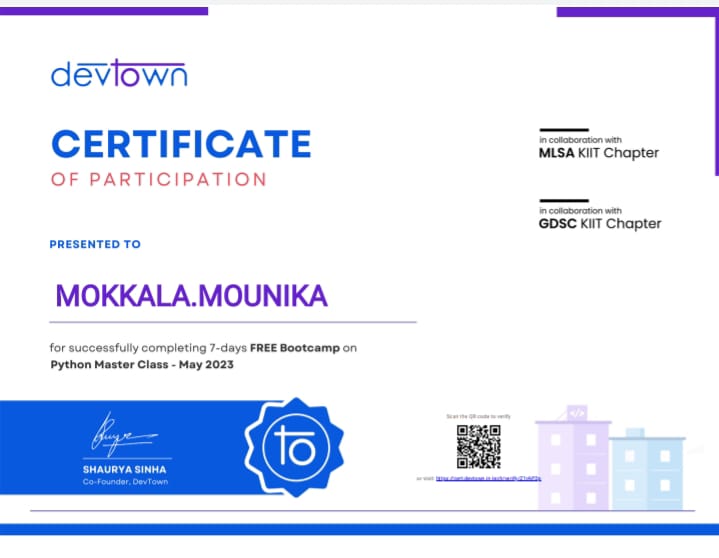 devtown
CERTIFICATE
OF PARTICIPATION
in collaboration with
MLSA KIIT Chapter
in collaboration with
GDSC KIIT Chapter
PRESENTED TO
MOKKALA.MOUNIKA
for successfully completing 7-days FREE Bootcamp on
Python Master Class - May 2023
SHAURYA SINHA
Co-Founder, DevTown
to
Scan the QR code to verify
or visit
</>